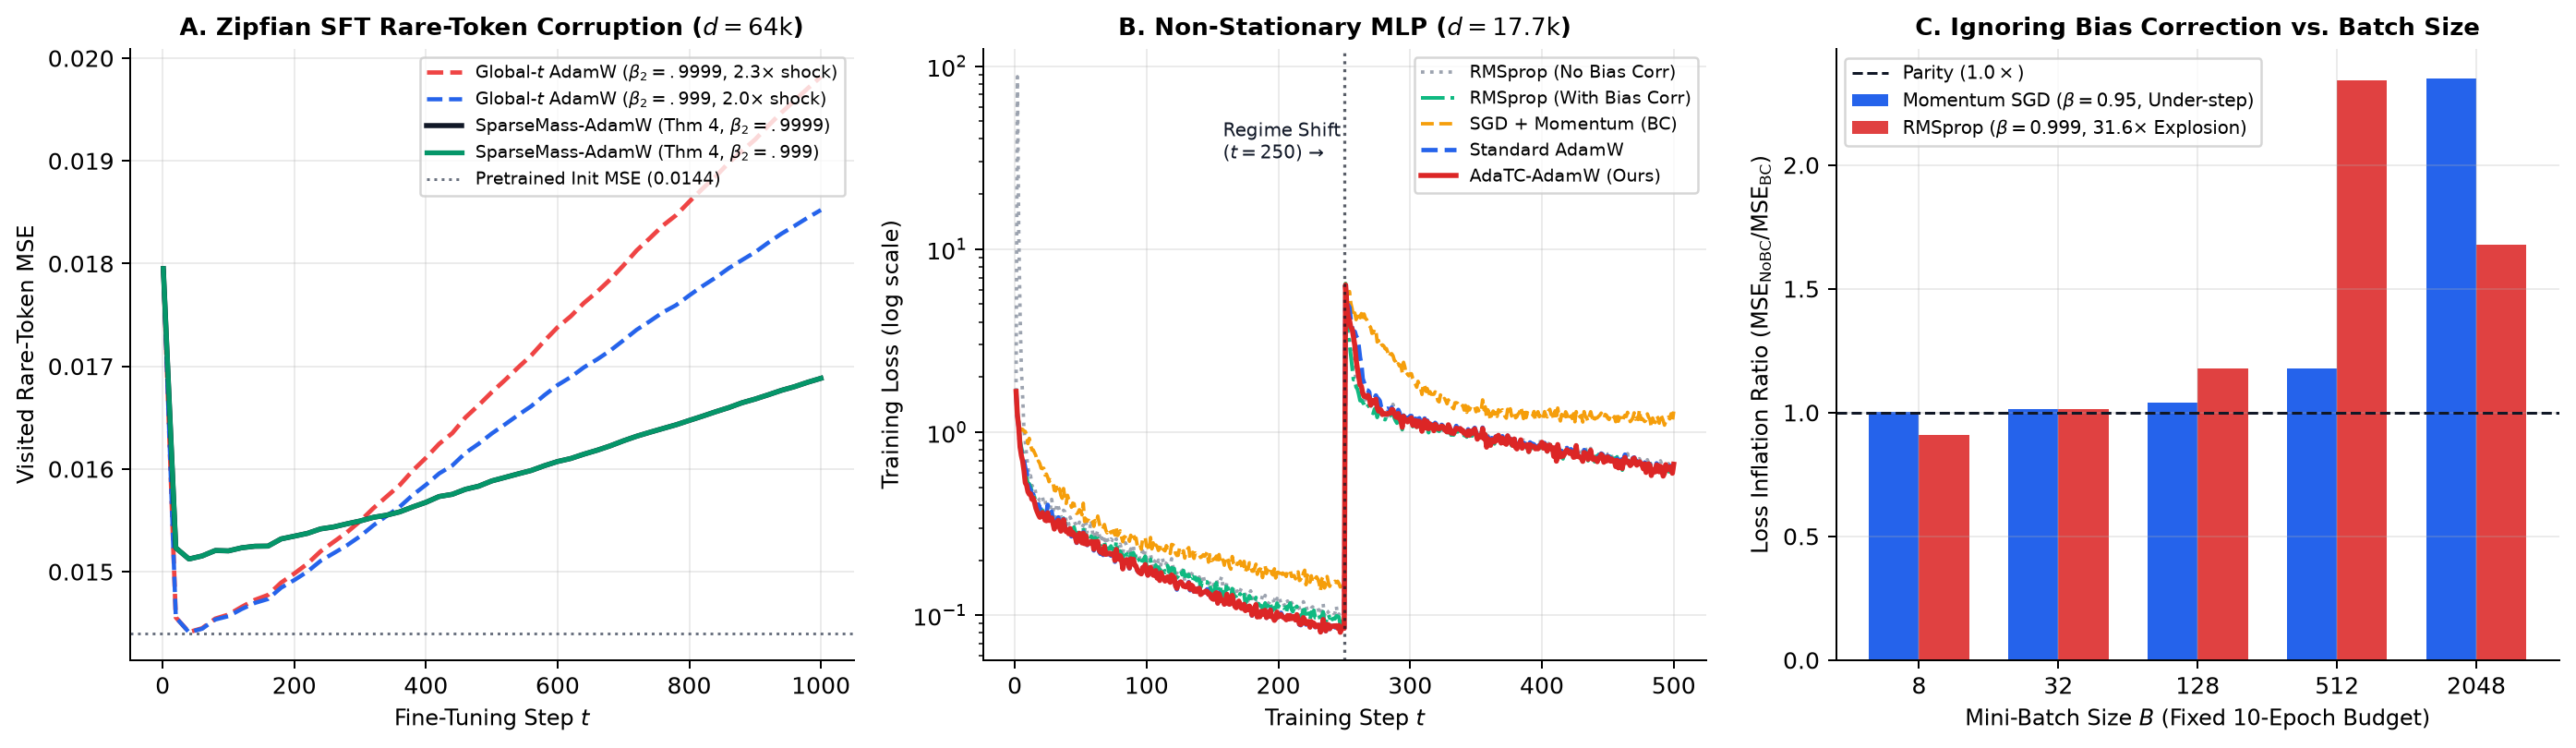 A. Zipfian SFT Rare-Token Corruption (d = 64k)
Global-t AdamW (β₂ = .9999, 2.3× shock)
Global-t AdamW (β₂ = .999, 2.0× shock)
SparseMass-AdamW (Thm 4, β₂ = .9999)
SparseMass-AdamW (Thm 4, β₂ = .999)
Pretrained Init MSE (0.0144)
Visited Rare-Token MSE
0.020
0.019
0.018
0.017
0.016
0.015
0
200
400
600
800
1000
Fine-Tuning Step t
B. Non-Stationary MLP (d = 17.7k)
RMSprop (No Bias Corr)
RMSprop (With Bias Corr)
SGD + Momentum (BC)
Standard AdamW
AdaTC-AdamW (Ours)
Regime Shift
(t = 250) →
Training Loss (log scale)
10²
10¹
10⁰
10⁻¹
0
100
200
300
400
500
Training Step t
C. Ignoring Bias Correction vs. Batch Size
Parity (1.0×)
Momentum SGD (β = 0.95, Under-step)
RMSprop (β = 0.999, 31.6× Explosion)
Loss Inflation Ratio (MSE_NoBC/MSE_BC)
2.0
1.5
1.0
0.5
0.0
8
32
128
512
2048
Mini-Batch Size B (Fixed 10-Epoch Budget)